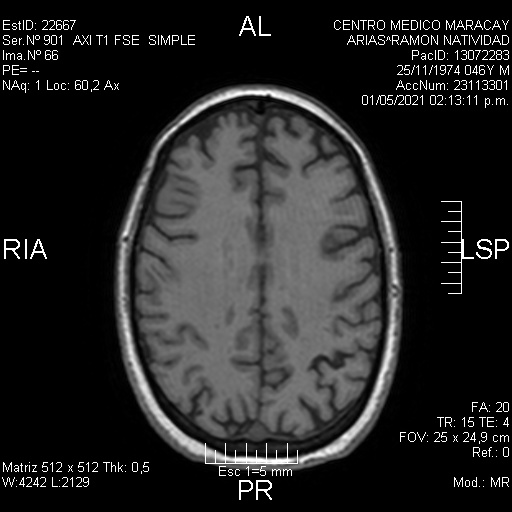 EstID: 22667
Ser.Nº 901 AXI T1 FSE SIMPLE
Ima.Nº 66
PE= --
NAq: 1 Loc: 60,2 Ax
AL
CENTRO MEDICO MARACAY
ARIAS^RAMON NATIVIDAD
PacID: 13072283
25/11/1974 046Y M
AccNum: 23113301
01/05/2021 02:13:11 p.m.
RIA
LSP
FA: 20
TR: 15 TE: 4
FOV: 25 x 24,9 cm
Ref.: 0
Matriz 512 x 512 Thk: 0,5
W:4242 L:2129
Esc 1=5 mm
PR
Mod.: MR